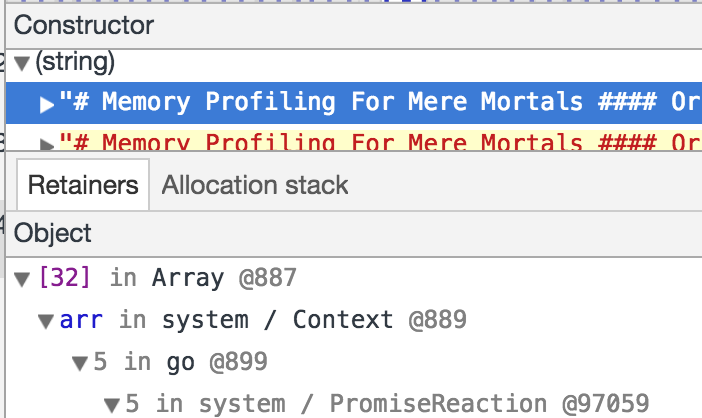 Constructor
(string)
"# Memory Profiling For Mere Mortals #### Or
"# Memory Profiling For Mere Mortals #### Or
Retainers Allocation stack
Object
[32] in Array @887
arr in system / Context @889
5 in go @899
5 in system / PromiseReaction @97059